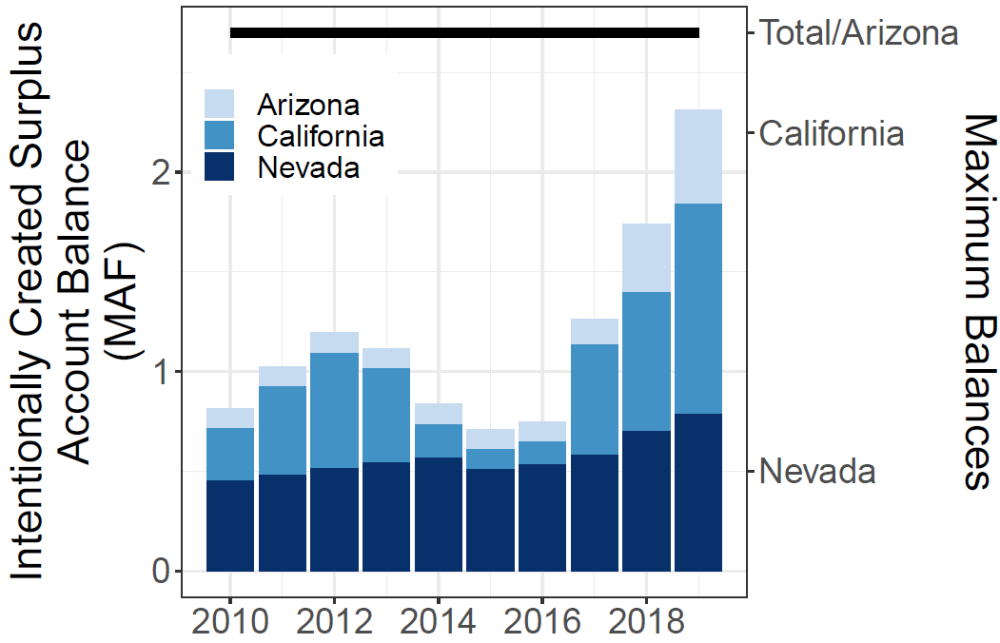 Intentionally Created Surplus
Account Balance
(MAF)
2
1
0
Arizona
California
Nevada
2010
2012
2014
2016
2018
Total/Arizona
California
Nevada
Maximum Balances